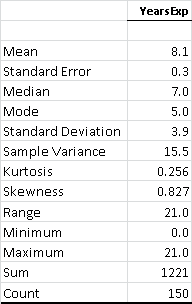 YearsExp
Mean 8.1
Standard Error 0.3
Median 7.0
Mode 5.0
Standard Deviation 3.9
Sample Variance 15.5
Kurtosis 0.256
Skewness 0.827
Range 21.0
Minimum 0.0
Maximum 21.0
Sum 1221
Count 150